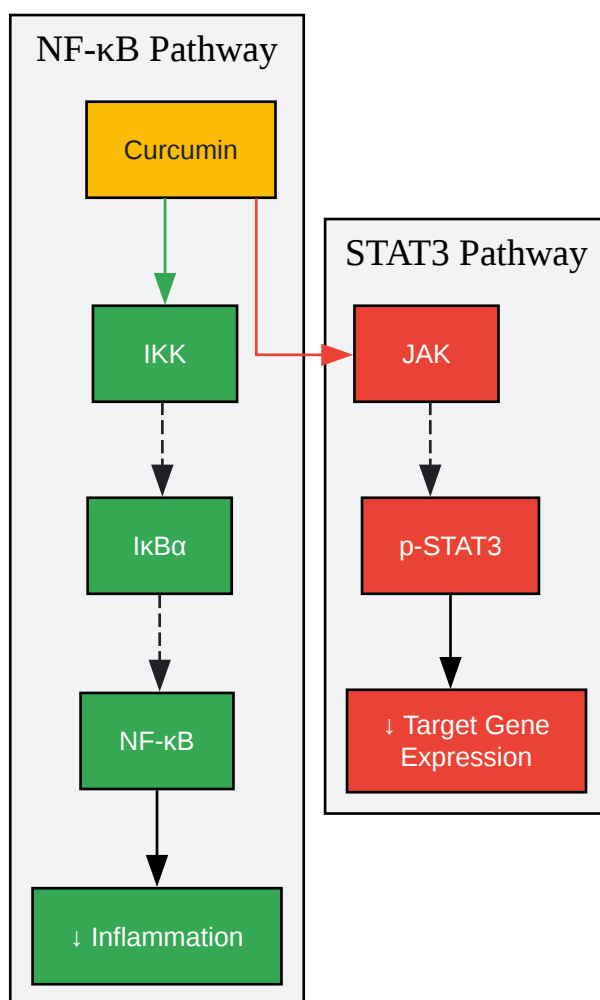 NF-κB Pathway
Curcumin
IKK
IκBα
NF-κB
↓ Inflammation
STAT3 Pathway
JAK
p-STAT3
↓ Target Gene
Expression